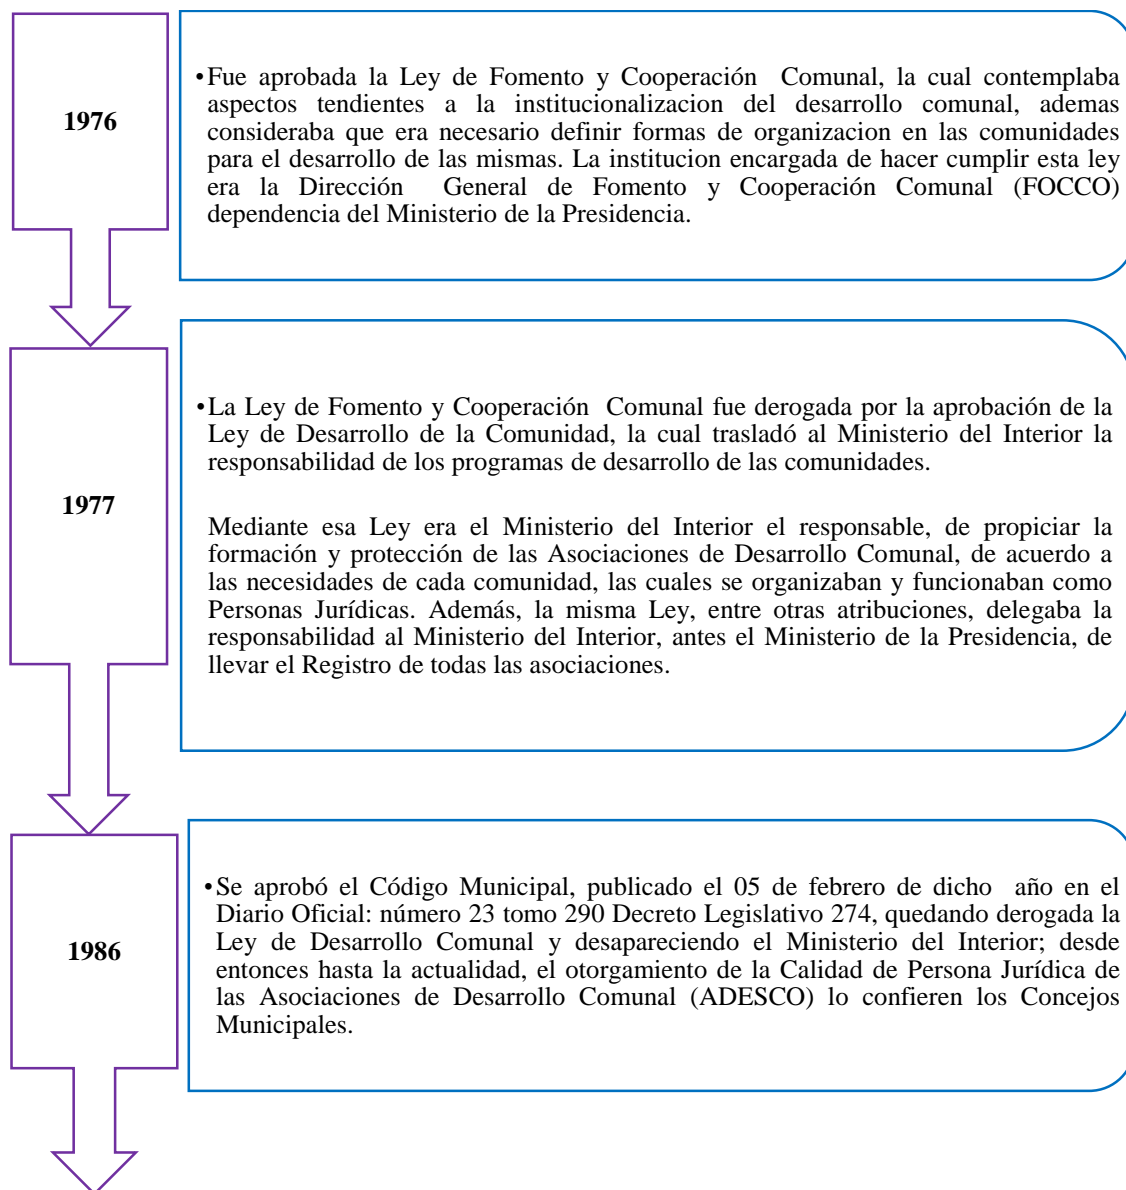 1976
•Fue aprobada la Ley de Fomento y Cooperación Comunal, la cual contemplaba
aspectos tendientes a la institucionalizacion del desarrollo comunal, ademas
consideraba que era necesario definir formas de organizacion en las comunidades
para el desarrollo de las mismas. La institucion encargada de hacer cumplir esta ley
era la Dirección General de Fomento y Cooperación Comunal (FOCCO)
dependencia del Ministerio de la Presidencia.
1977
•La Ley de Fomento y Cooperación Comunal fue derogada por la aprobación de la
Ley de Desarrollo de la Comunidad, la cual trasladó al Ministerio del Interior la
responsabilidad de los programas de desarrollo de las comunidades.
Mediante esa Ley era el Ministerio del Interior el responsable, de propiciar la
formación y protección de las Asociaciones de Desarrollo Comunal, de acuerdo a
las necesidades de cada comunidad, las cuales se organizaban y funcionaban como
Personas Jurídicas. Además, la misma Ley, entre otras atribuciones, delegaba la
responsabilidad al Ministerio del Interior, antes el Ministerio de la Presidencia, de
llevar el Registro de todas las asociaciones.
1986
•Se aprobó el Código Municipal, publicado el 05 de febrero de dicho año en el
Diario Oficial: número 23 tomo 290 Decreto Legislativo 274, quedando derogada la
Ley de Desarrollo Comunal y desapareciendo el Ministerio del Interior; desde
entonces hasta la actualidad, el otorgamiento de la Calidad de Persona Jurídica de
las Asociaciones de Desarrollo Comunal (ADESCO) lo confieren los Concejos
Municipales.